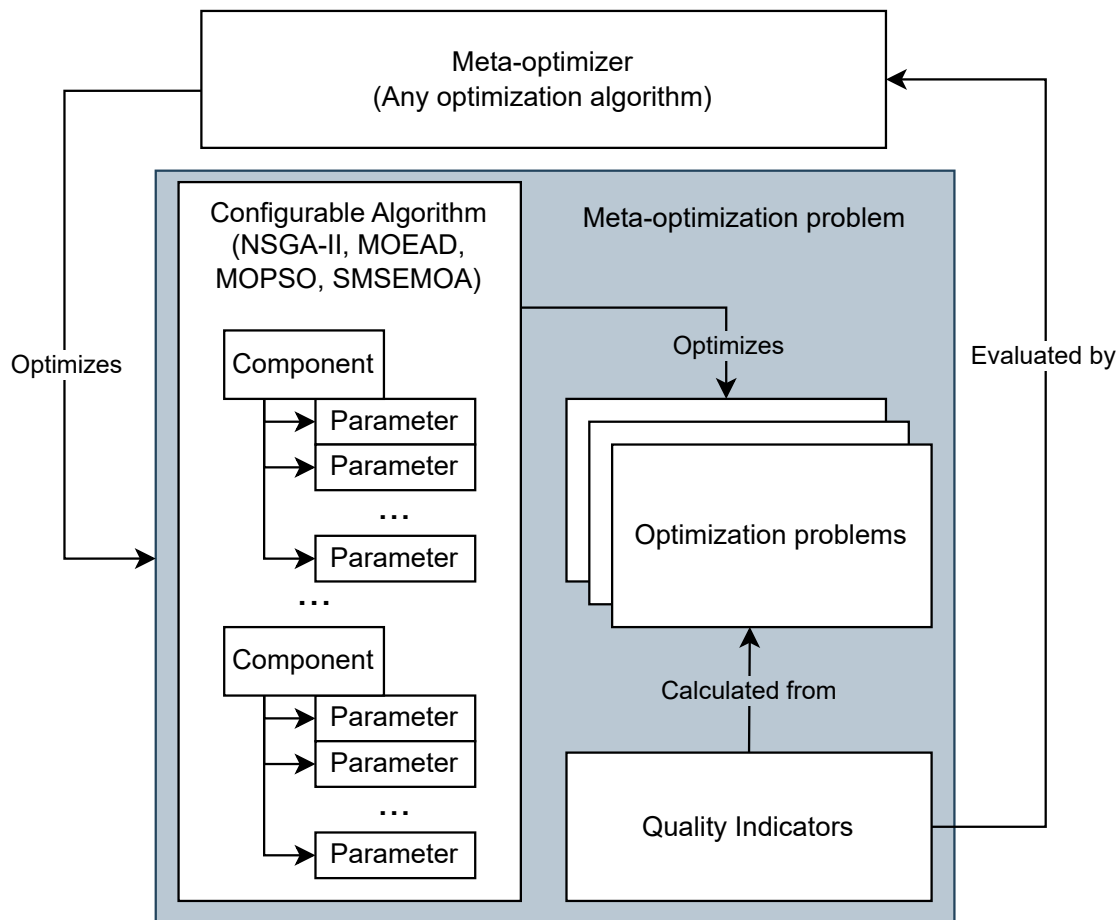 Meta-optimizer
(Any optimization algorithm)
Configurable Algorithm
(NSGA-II, MOEAD,
MOPSO, SMSEMOA)
Meta-optimization problem
Optimizes
Component
Parameter
Parameter
...
Parameter
...
Component
Parameter
Parameter
...
Parameter
Optimizes
Evaluated by
Optimization problems
Calculated from
Quality Indicators